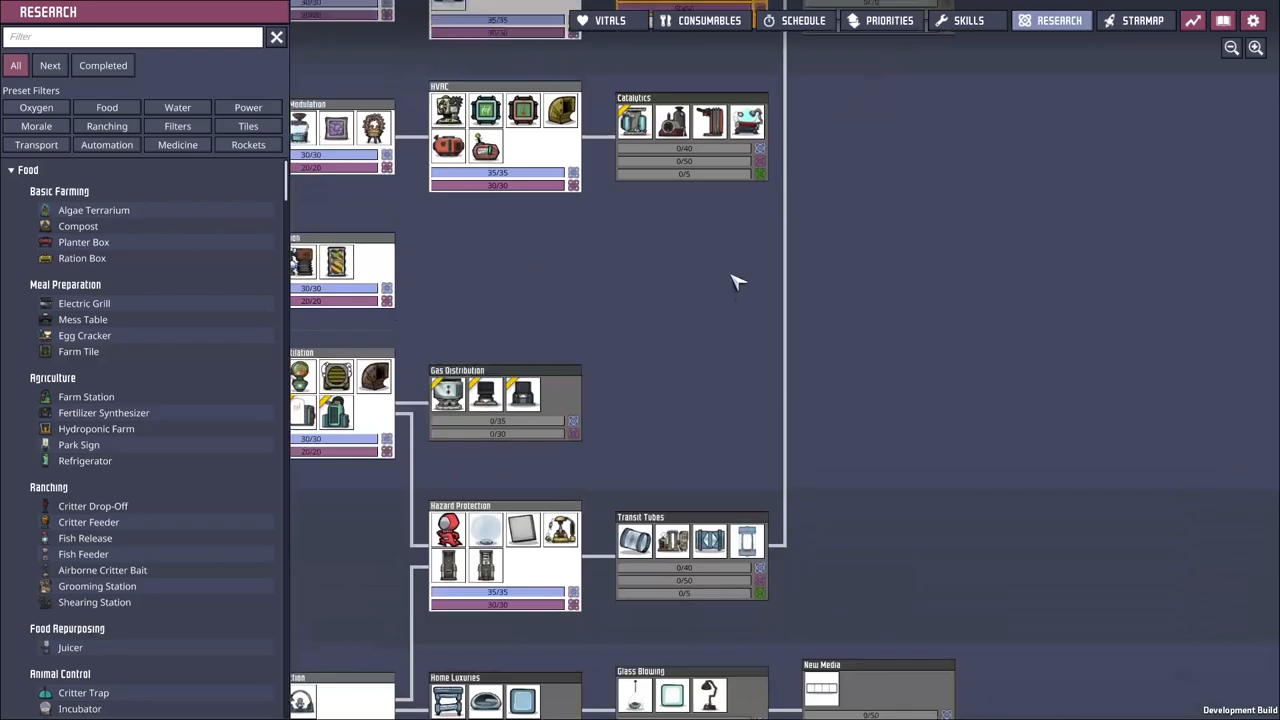 RESEARCH
VITALS
CONSUMABLES
SCHEDULE
PRIORITIES
SKILLS
RESEARCH
STARMAP
Filter
All
Next
Completed
Preset Filters
Oxygen
Food
Water
Power
Morale
Ranching
Filters
Tiles
Transport
Automation
Medicine
Rockets
Food
Basic Farming
Algae Terrarium
Compost
Planter Box
Ration Box
Meal Preparation
Electric Grill
Mess Table
Egg Cracker
Farm Tile
Agriculture
Farm Station
Fertilizer Synthesizer
Hydroponic Farm
Park Sign
Refrigerator
Ranching
Critter Drop-Off
Critter Feeder
Fish Release
Fish Feeder
Airborne Critter Bait
Grooming Station
Shearing Station
Food Repurposing
Juicer
Animal Control
Critter Trap
Incubator
35/35
30/30
Modulation
30/30
20/20
HVAC
35/35
30/30
Catalytics
0/40
0/50
0/5
30/30
20/20
30/30
20/20
Gas Distribution
0/35
0/30
Hazard Protection
35/35
30/30
Transit Tubes
0/40
0/50
0/5
Home Luxuries
Glass Blowing
New Media
0/50
Development Build